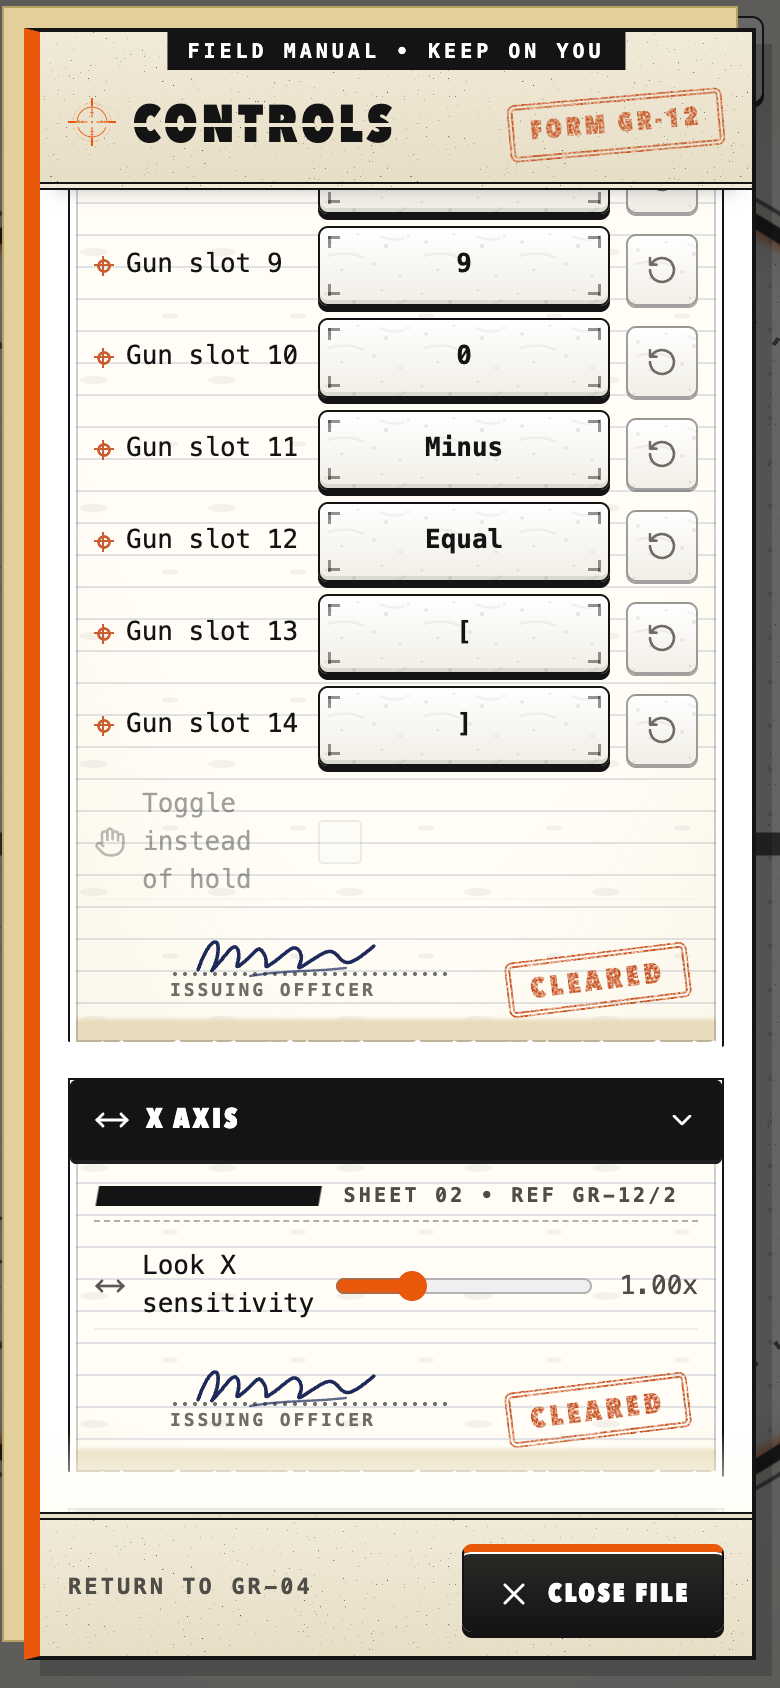 FIELD MANUAL • KEEP ON YOU
CONTROLS
FORM GR-12
Gun slot 9
9
Gun slot 10
0
Gun slot 11
Minus
Gun slot 12
Equal
Gun slot 13
[
Gun slot 14
]
Toggle
instead
of hold
ISSUING OFFICER
CLEARED
X AXIS
SHEET 02 • REF GR–12/2
Look X
sensitivity
1.00x
ISSUING OFFICER
CLEARED
RETURN TO GR–04
CLOSE FILE